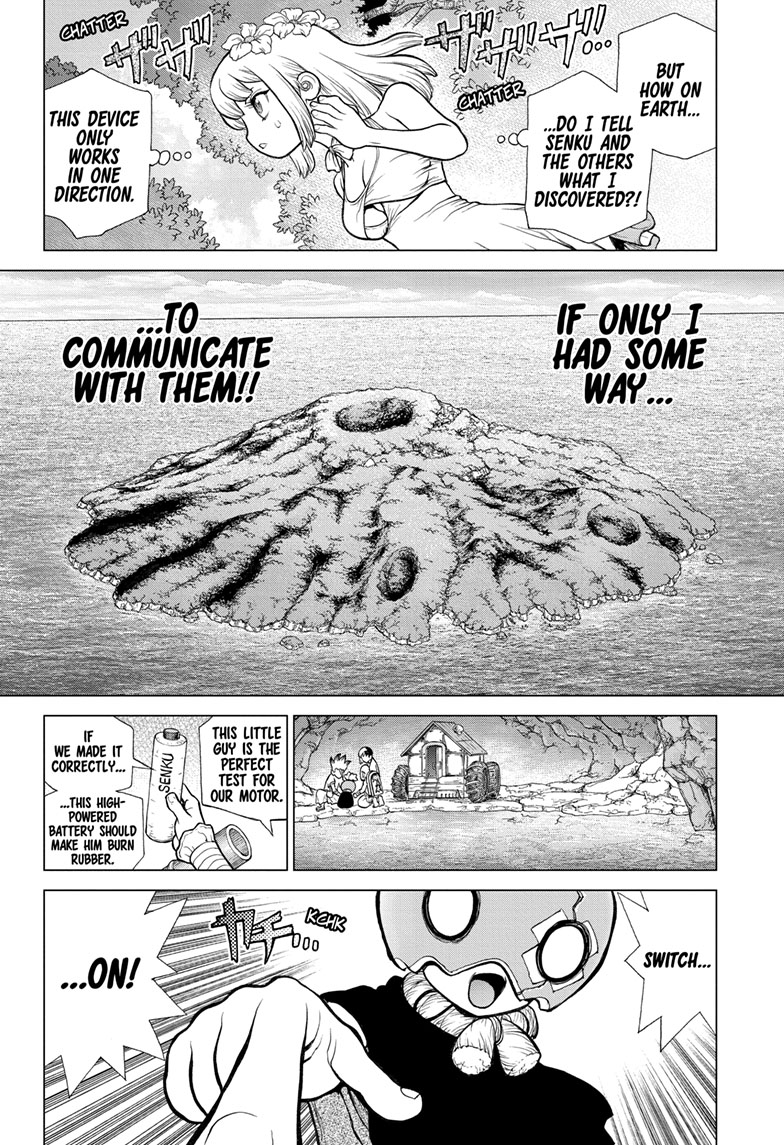 BUT
HOW ON
EARTH...
...DO I TELL
SENKU AND
THE OTHERS
WHAT I
DISCOVERED?!
ザザザ!!...
CHATTER
ザザ
CHATTER
THIS DEVICE
ONLY
WORKS
IN ONE
DIRECTION.
IF ONLY I
HAD SOME
WAY...
...TO
COMMUNICATE
WITH THEM!!
THIS LITTLE
GUY IS THE
PERFECT
TEST FOR
OUR MOTOR.
SENKU
IF
WE MADE IT
CORRECTLY...
...THIS HIGH-
POWERED
BATTERY SHOULD
MAKE HIM BURN
RUBBER.
SWITCH...
KCHK
カチ...
...ON!